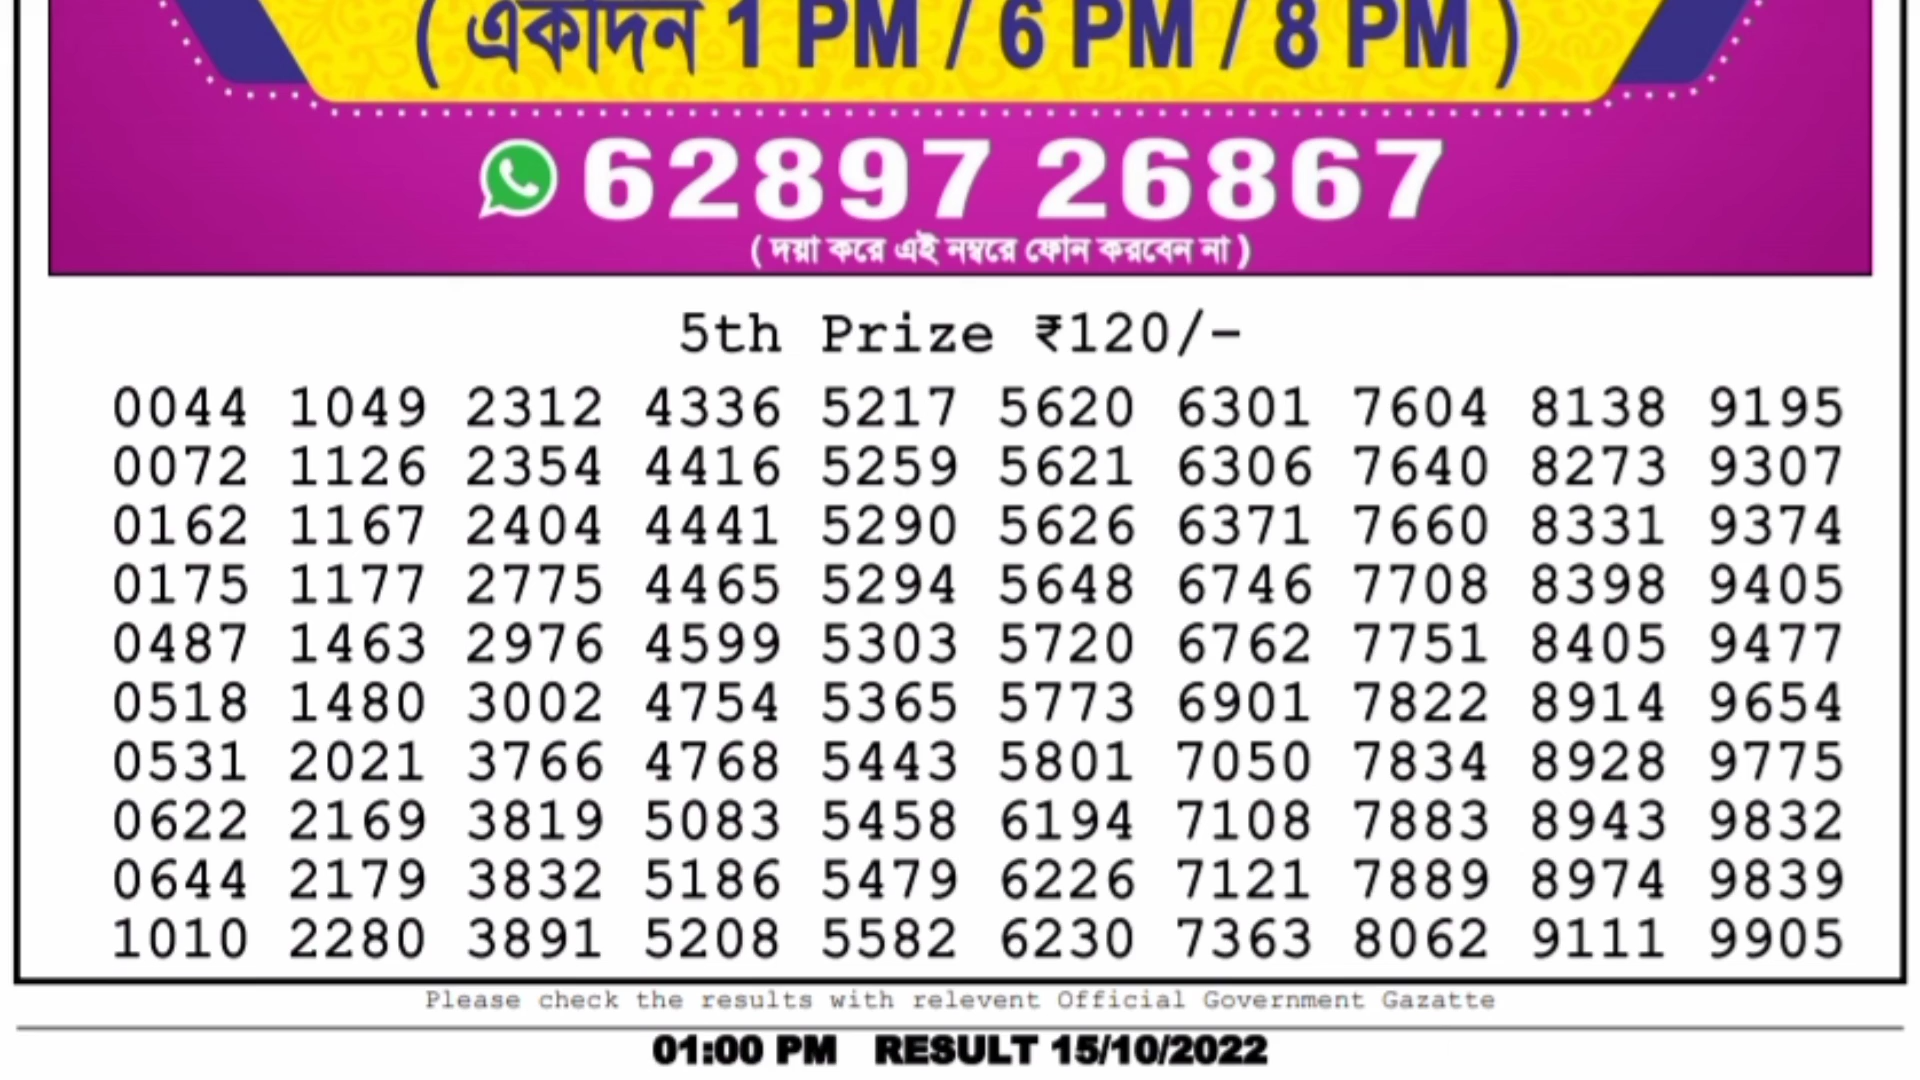 ( একদিন 1 PM / 6 PM / 8 PM )
62897 26867
( দয়া করে এই নম্বরে ফোন করবেন না )
5th Prize ₹120/-
0044 1049 2312 4336 5217 5620 6301 7604 8138 9195
0072 1126 2354 4416 5259 5621 6306 7640 8273 9307
0162 1167 2404 4441 5290 5626 6371 7660 8331 9374
0175 1177 2775 4465 5294 5648 6746 7708 8398 9405
0487 1463 2976 4599 5303 5720 6762 7751 8405 9477
0518 1480 3002 4754 5365 5773 6901 7822 8914 9654
0531 2021 3766 4768 5443 5801 7050 7834 8928 9775
0622 2169 3819 5083 5458 6194 7108 7883 8943 9832
0644 2179 3832 5186 5479 6226 7121 7889 8974 9839
1010 2280 3891 5208 5582 6230 7363 8062 9111 9905
Please check the results with relevent Official Government Gazatte
01:00 PM RESULT 15/10/2022